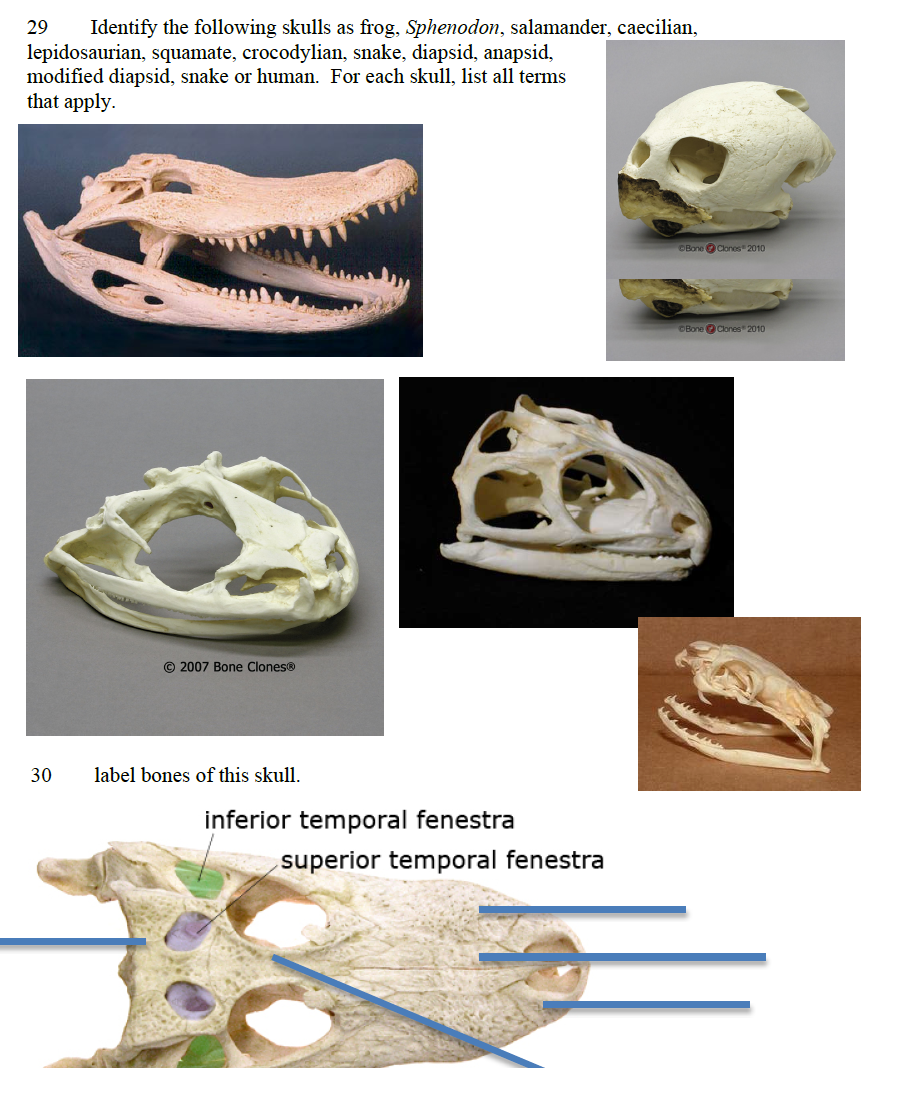 29 Identify the following skulls as frog, Sphenodon, salamander, caecilian,
lepidosaurian, squamate, crocodylian, snake, diapsid, anapsid,
modified diapsid, snake or human. For each skull, list all terms
that apply.
©Bone Clones® 2010
©Bone Clones® 2010
© 2007 Bone Clones®
30 label bones of this skull.
inferior temporal fenestra
superior temporal fenestra